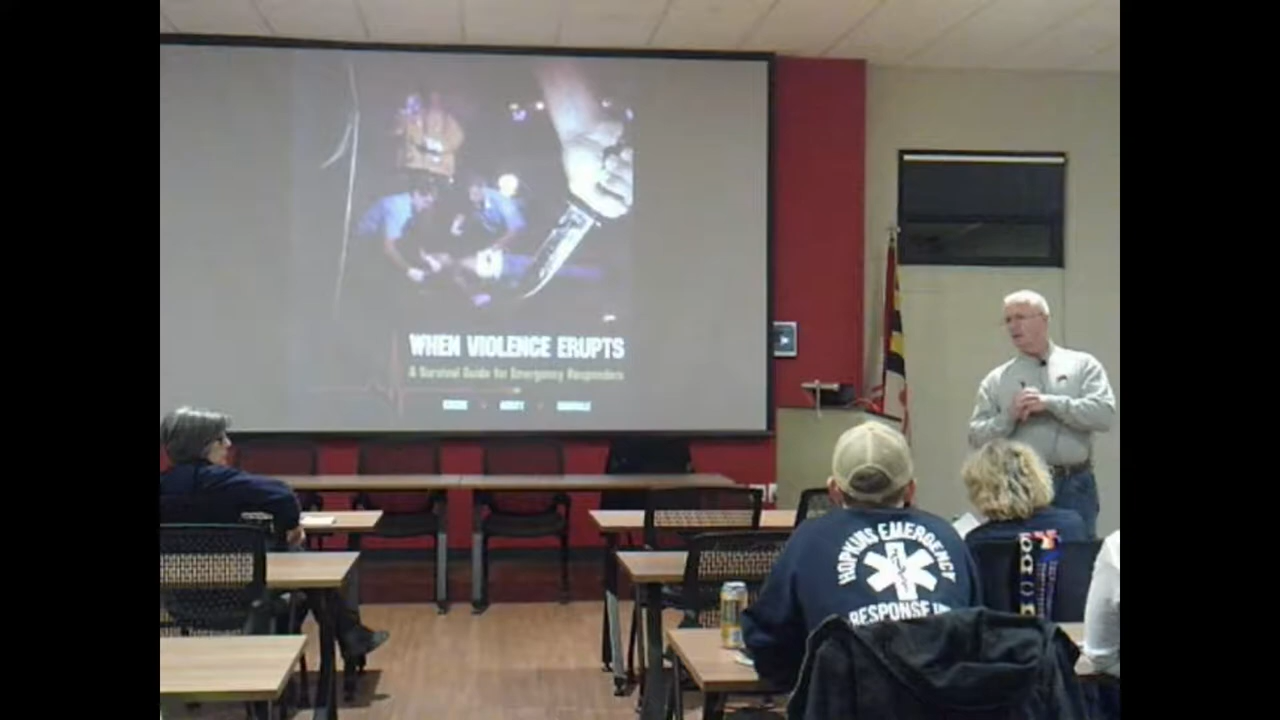 WHEN VIOLENCE ERUPTS
A Survival Guide for Emergency Responders
HOPKINS EMERGENCY
RESPONSE